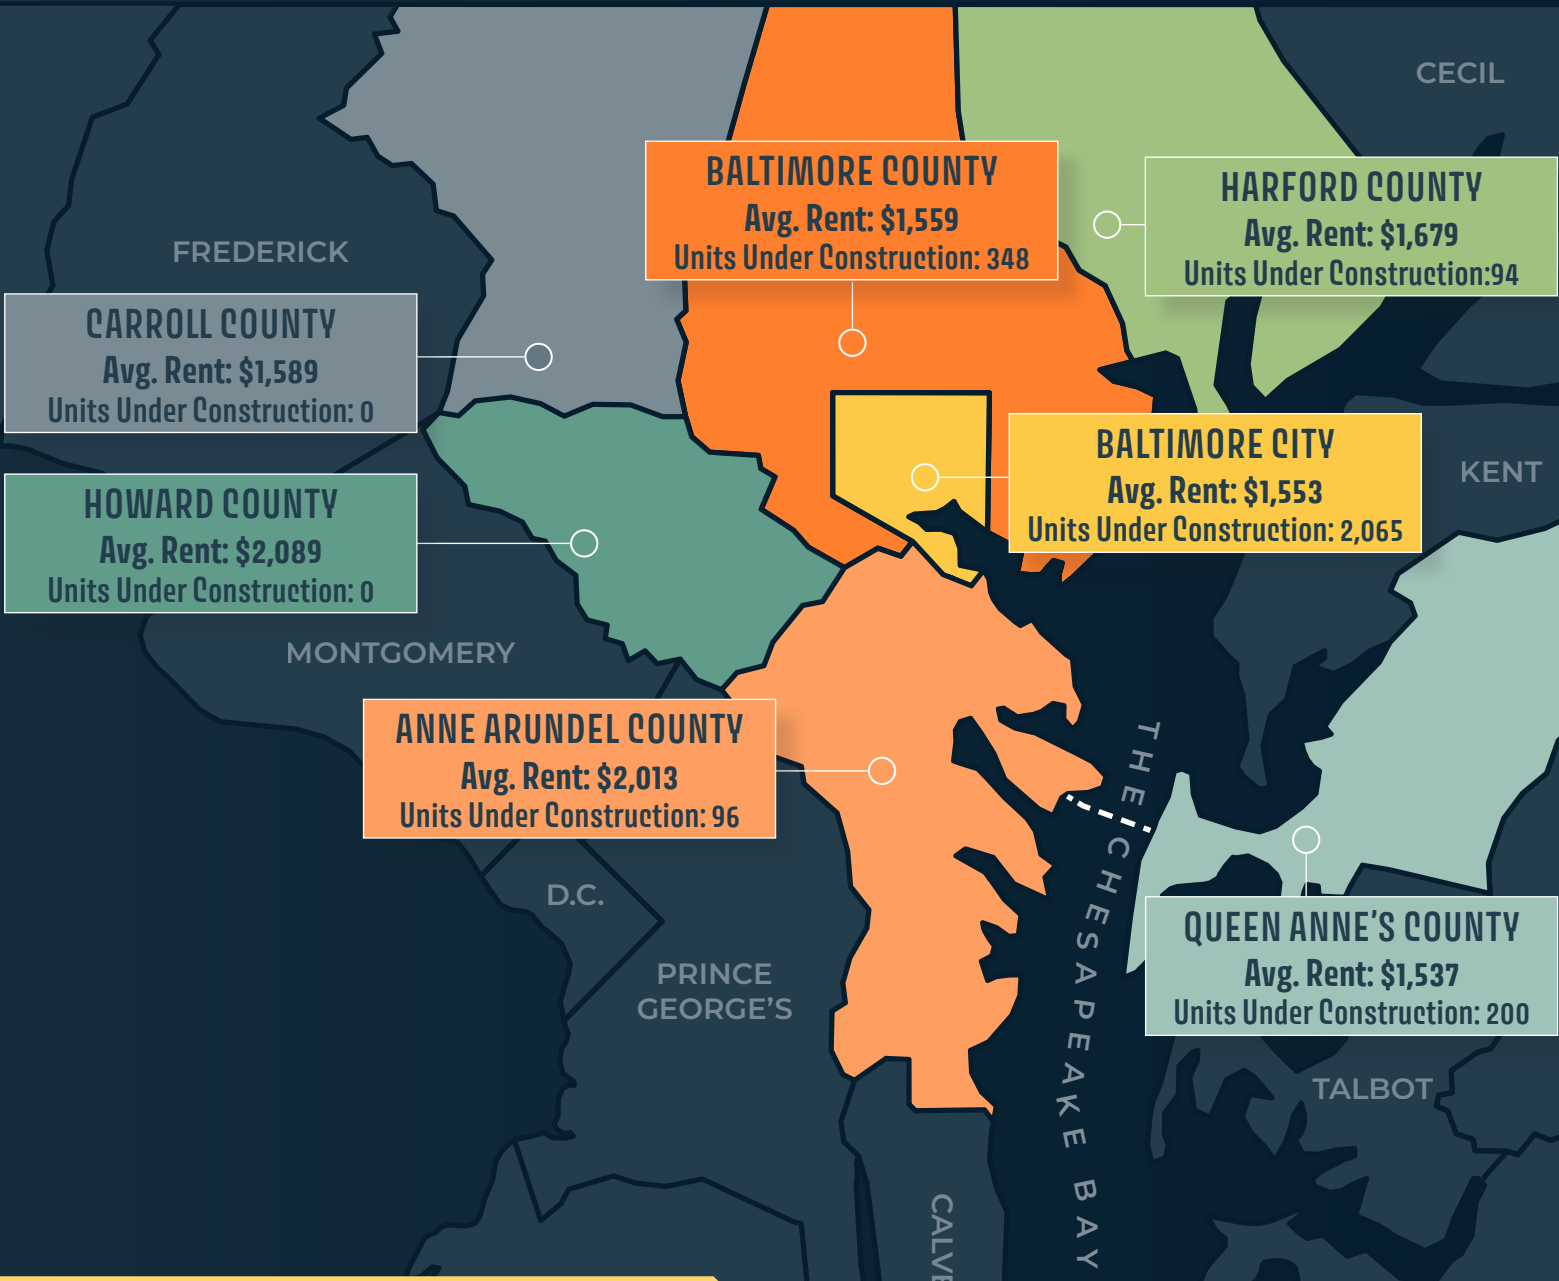 CECIL
BALTIMORE COUNTY
Avg. Rent: $1,559
Units Under Construction: 348
HARFORD COUNTY
Avg. Rent: $1,679
Units Under Construction:94
FREDERICK
CARROLL COUNTY
Avg. Rent: $1,589
Units Under Construction: 0
BALTIMORE CITY
Avg. Rent: $1,553
Units Under Construction: 2,065
KENT
HOWARD COUNTY
Avg. Rent: $2,089
Units Under Construction: 0
MONTGOMERY
ANNE ARUNDEL COUNTY
Avg. Rent: $2,013
Units Under Construction: 96
THE CHESAPEAKE BAY
D.C.
QUEEN ANNE'S COUNTY
Avg. Rent: $1,537
Units Under Construction: 200
PRINCE
GEORGE'S
TALBOT